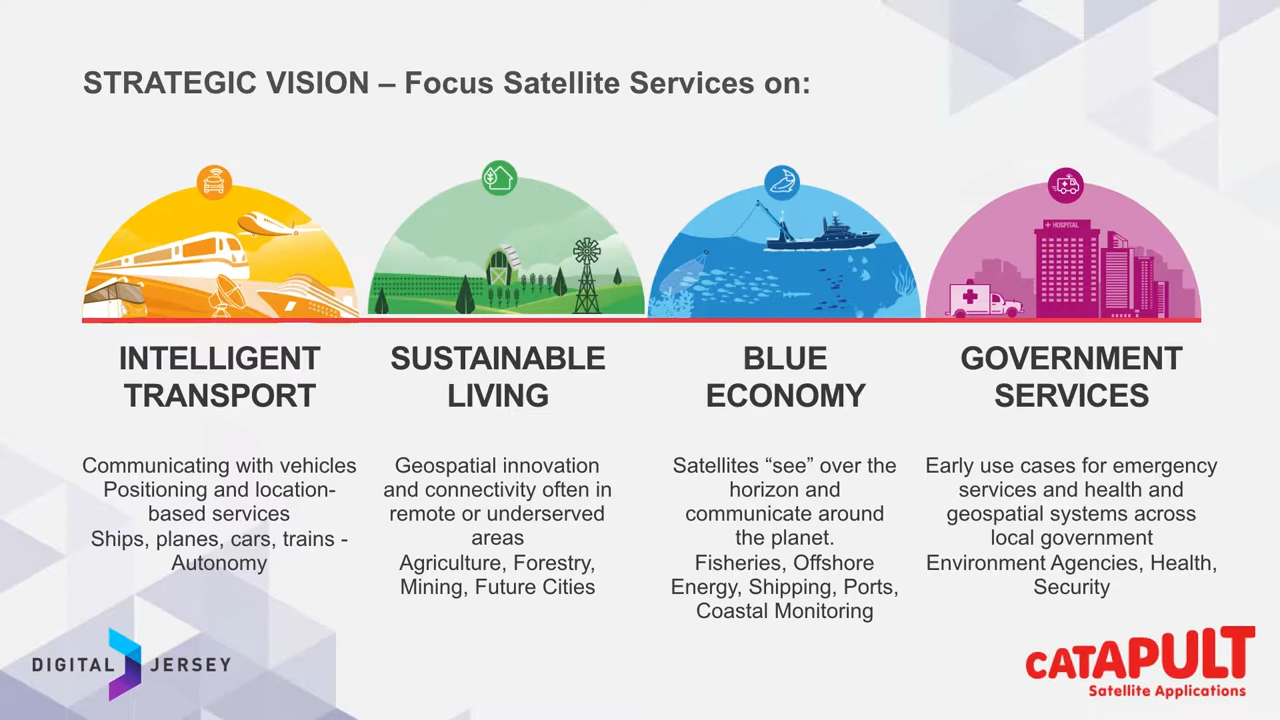 STRATEGIC VISION – Focus Satellite Services on:
HOSPITAL
INTELLIGENT
TRANSPORT
Communicating with vehicles
Positioning and location-
based services
Ships, planes, cars, trains -
Autonomy
SUSTAINABLE
LIVING
Geospatial innovation
and connectivity often in
remote or underserved
areas
Agriculture, Forestry,
Mining, Future Cities
BLUE
ECONOMY
Satellites “see” over the
horizon and
communicate around
the planet.
Fisheries, Offshore
Energy, Shipping, Ports,
Coastal Monitoring
GOVERNMENT
SERVICES
Early use cases for emergency
services and health and
geospatial systems across
local government
Environment Agencies, Health,
Security
DIGITAL JERSEY
CATAPULT
Satellite Applications